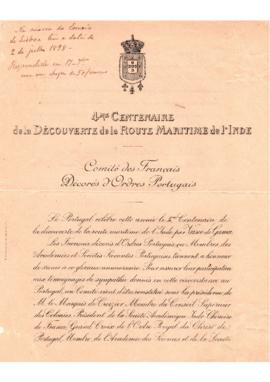 2 de julho 1898
4me CENTENAIRE
de la DÉCOUVERTE de la ROUTE MARITIME de l'INDE
Comité des Français
Décorés d'Ordres Portugais
Le Portugal célèbre cette année le 4me Centenaire de
la découverte de la route maritime de l'Inde par Vasco de Gama.
Les Français décorés d'Ordres Portugais, ou Membres des
Académies et Sociétés Savantes Portugaises, tiennent à honneur
de s'unir à ce glorieux anniversaire. Pour assurer leur participation
aux témoignages de sympathie donnés en cette circonstance au
Portugal, un Comité vient d'être constitué sous la présidence de
M. le Marquis de Croizier, Membre du Conseil Supérieur
des Colonies, Président de la Société Académique Indo-Chinoise
de France, Grand Croix de l'Ordre Royal du Christ de
Portugal, Membre de l'Académie des Sciences et de la Société